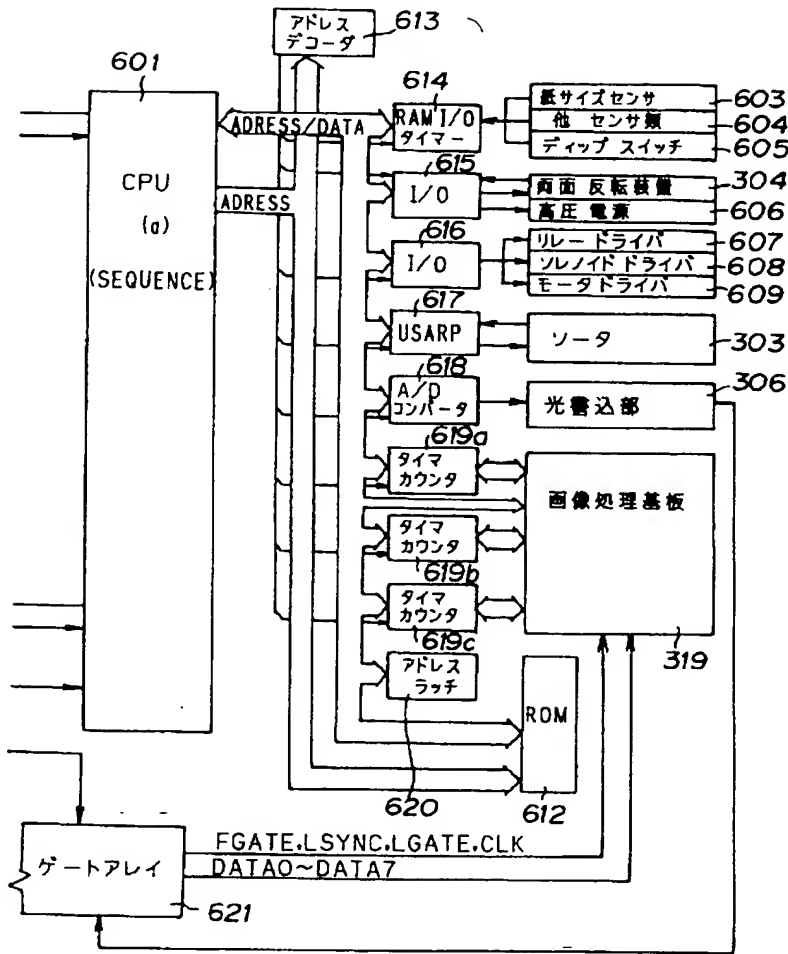 アドレス
デコーダ
613
601
CPU
(a)
(SEQUENCE)
ADRESS/DATA
ADRESS
614
RAM I/O
タイマー
紙サイズセンサ
603
他 センサ類
604
ディップ スイッチ
605
615
I/O
両面 反転装置
304
高圧 電源
606
616
I/O
リレー ドライバ
607
ソレノイド ドライバ
608
モータ ドライバ
609
617
USARP
ソータ
303
618
A/D
コンバータ
光書込部
306
619a
タイマ
カウンタ
画像処理基板
319
タイマ
カウンタ
619b
タイマ
カウンタ
619c
アドレス
ラッチ
620
ROM
612
ゲートアレイ
621
FGATE.LSYNC.LGATE.CLK
DATA0~DATA7